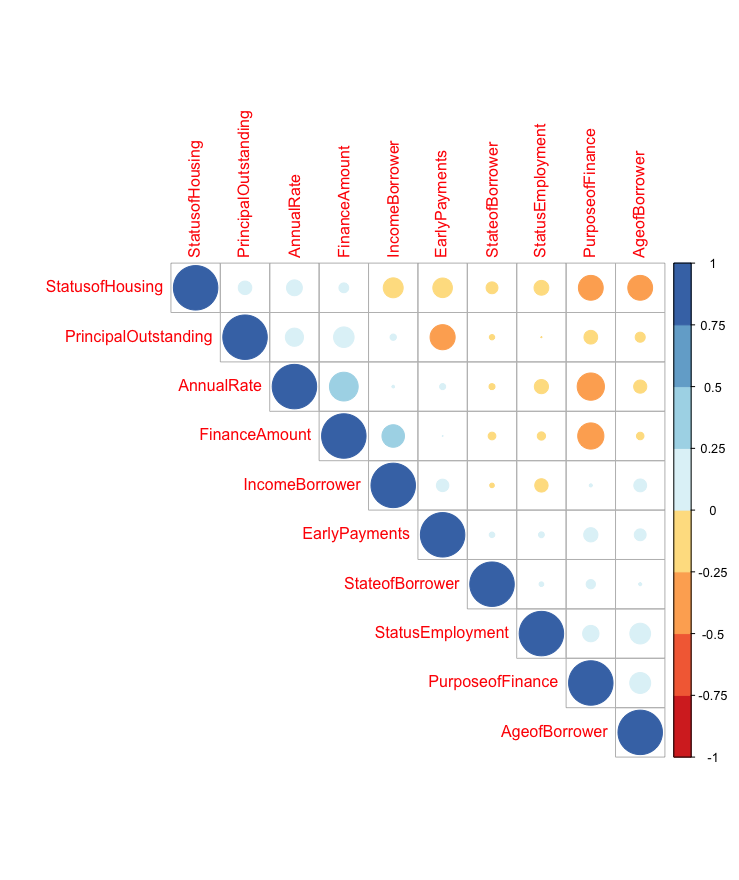 StatusofHousing
PrincipalOutstanding
AnnualRate
FinanceAmount
IncomeBorrower
EarlyPayments
StateofBorrower
StatusEmployment
PurposeofFinance
AgeofBorrower
StatusofHousing
PrincipalOutstanding
AnnualRate
FinanceAmount
IncomeBorrower
EarlyPayments
StateofBorrower
StatusEmployment
PurposeofFinance
AgeofBorrower
1
0.75
0.5
0.25
0
-0.25
-0.5
-0.75
-1